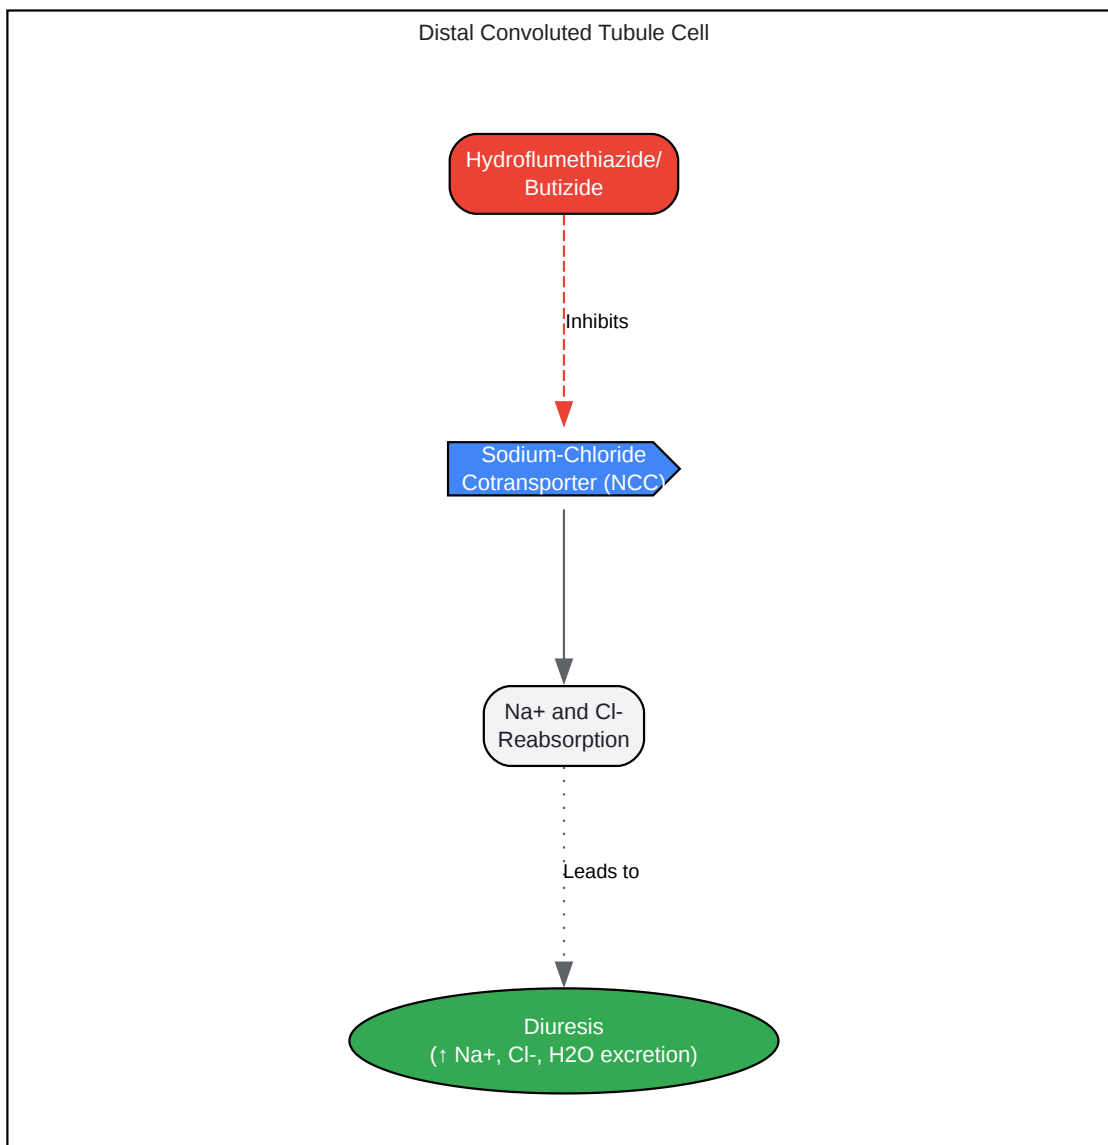 Distal Convoluted Tubule Cell
Hydroflumethiazide/
Butizide
Inhibits
Sodium-Chloride
Cotransporter (NCC)
Na+ and Cl-
Reabsorption
Leads to
Diuresis
(↑ Na+, Cl-, H2O excretion)